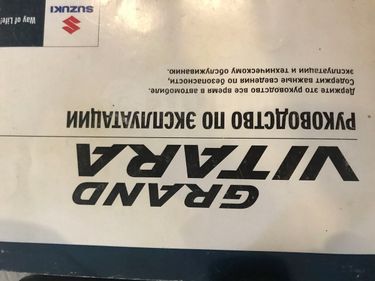 GRAND
VITARA
РУКОВОДСТВО ПО ЭКСПЛУАТАЦИИ
Держите это руководство все время в автомобиле.
Содержит важные сведения по безопасности,
эксплуатации и техническому обслуживанию.
SUZUKI
Way of Life!